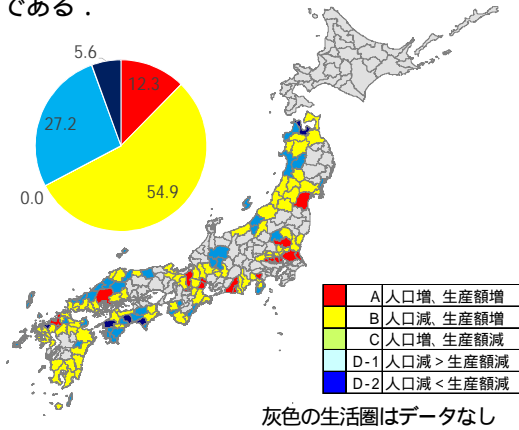 である．
5.6
12.3
27.2
0.0
54.9
A 人口増、生産額増
B 人口減、生産額増
C 人口増、生産額減
D-1 人口減＞生産額減
D-2 人口減＜生産額減
灰色の生活圏はデータなし